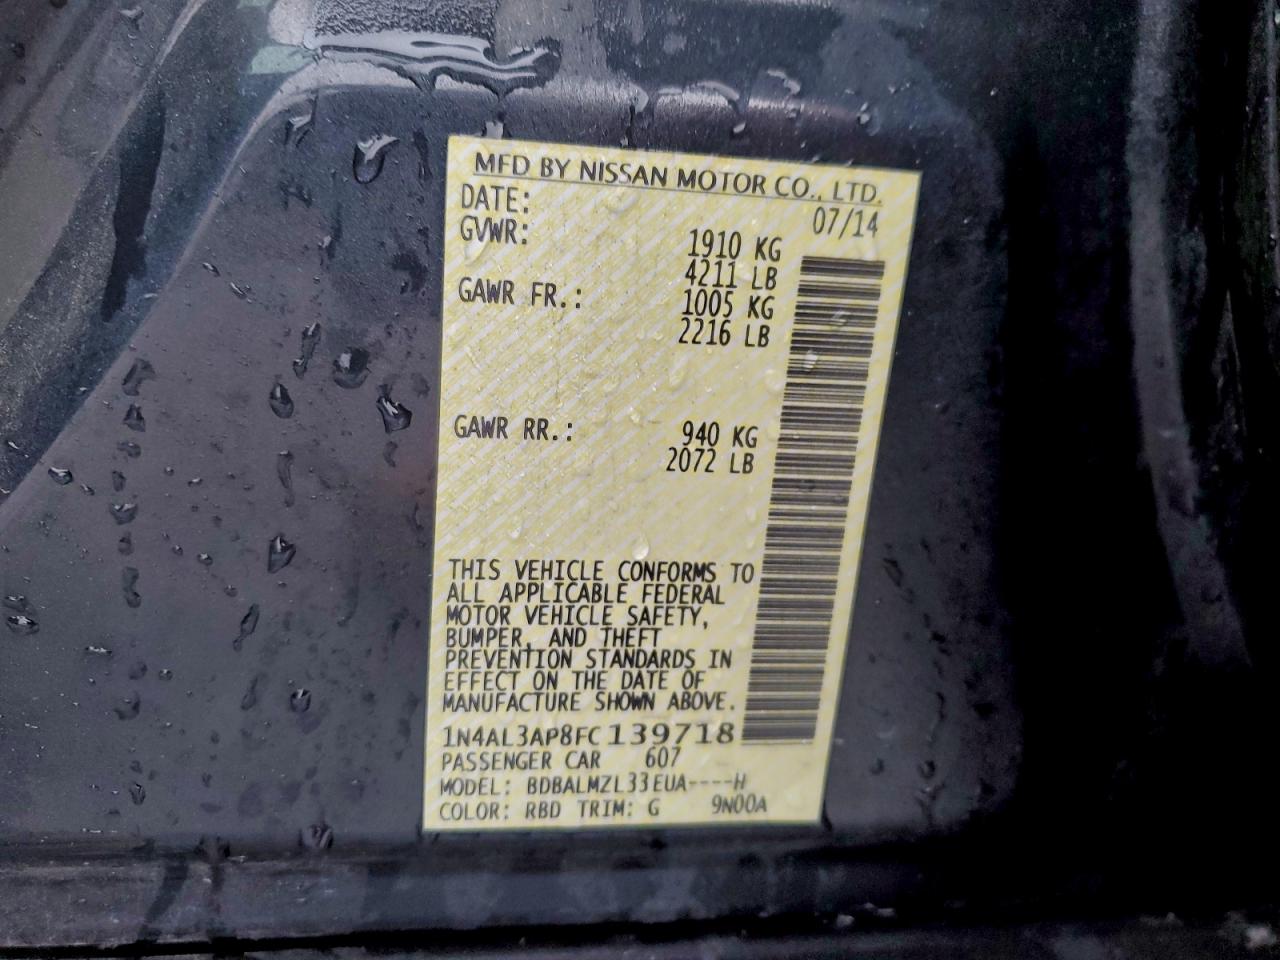 MFD BY NISSAN MOTOR CO., LTD.
DATE: 07/14
GVWR: 1910 KG
4211 LB
GAWR FR.: 1005 KG
2216 LB
GAWR RR.: 940 KG
2072 LB
THIS VEHICLE CONFORMS TO
ALL APPLICABLE FEDERAL
MOTOR VEHICLE SAFETY,
BUMPER, AND THEFT
PREVENTION STANDARDS IN
EFFECT ON THE DATE OF
MANUFACTURE SHOWN ABOVE.
1N4AL3AP8FC139718
PASSENGER CAR 607
MODEL: BDBALMZL33EUA----H
COLOR: RBD TRIM: G 9N00A